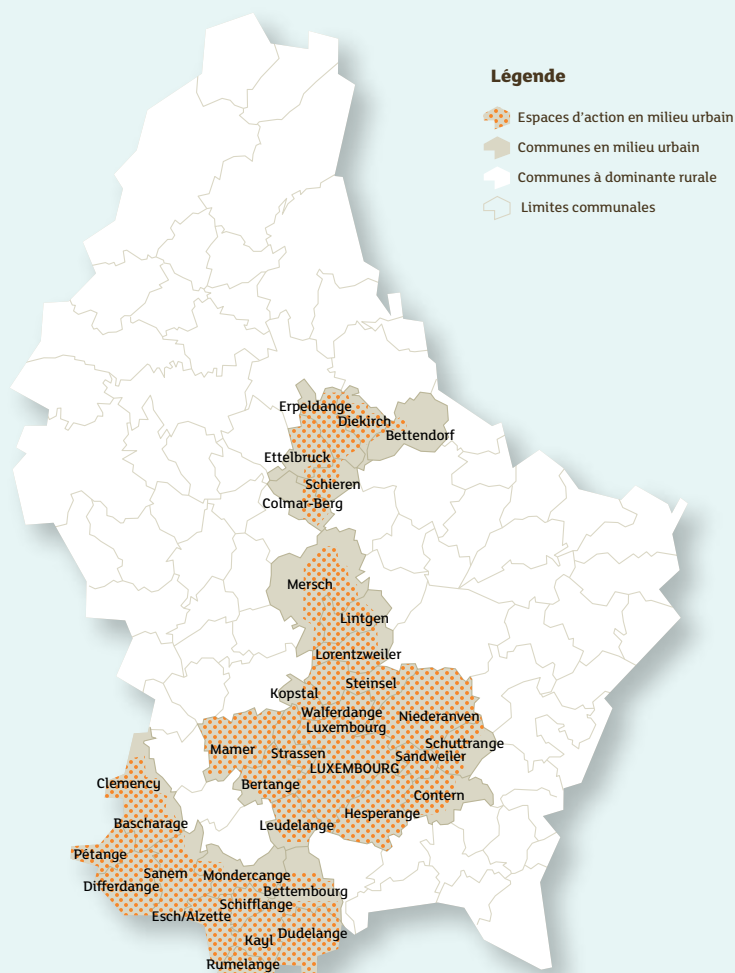 Légende
Espaces d'action en milieu urbain
Communes en milieu urbain
Communes à dominante rurale
Limites communales
Erpeldange
Diekirch
Bettendorf
Ettelbruck
Schieren
Colmar-Berg
Mersch
Lintgen
Lorentzweiler
Steinsel
Kopstal
Walferdange
Niederanven
Luxembourg
Schuttrange
Mamer
Strassen
Sandweiler
LUXEMBOURG
Clemency
Bertange
Contern
Hesperange
Bascharage
Leudelange
Pétange
Sanem
Mondercange
Differdange
Bettembourg
Schifflange
Esch/Alzette
Dudelange
Kayl
Rumelange